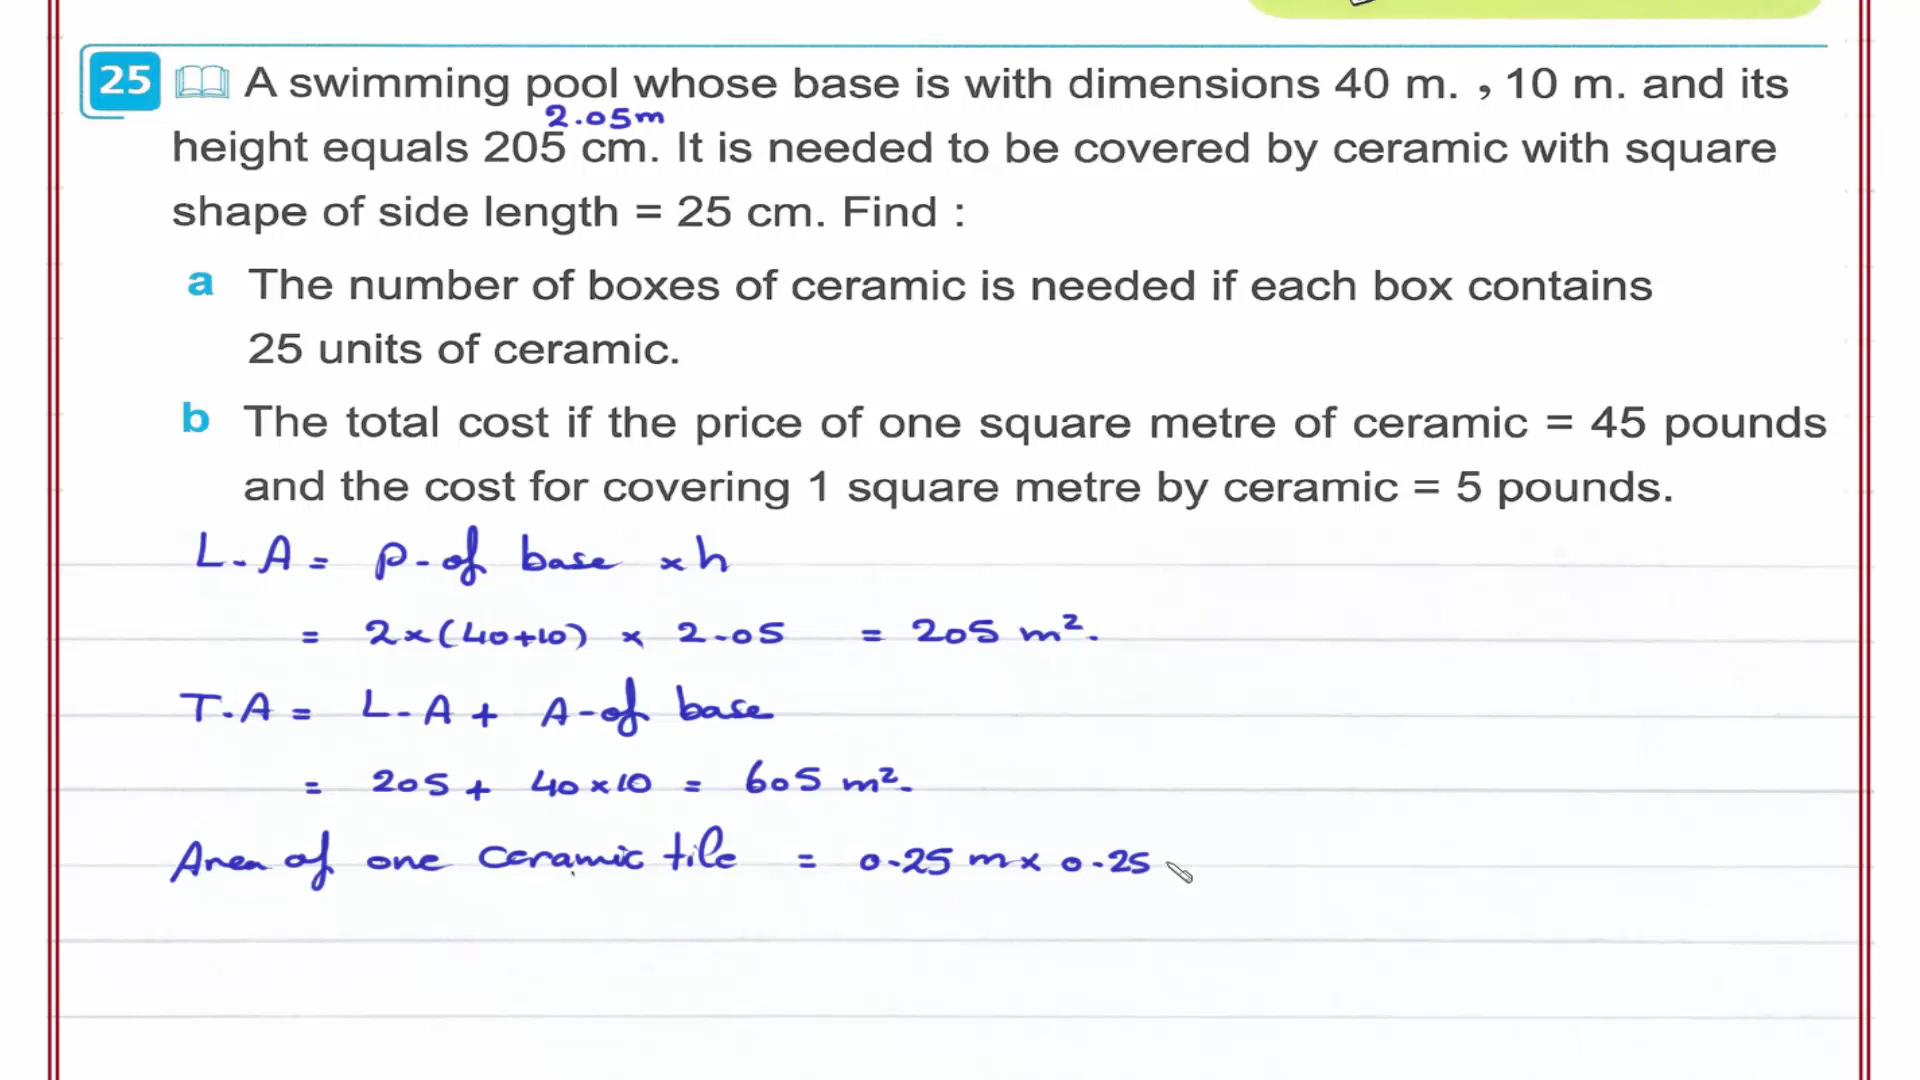 25 A swimming pool whose base is with dimensions 40 m. , 10 m. and its
2.05m
height equals 205 cm. It is needed to be covered by ceramic with square
shape of side length = 25 cm. Find :
a The number of boxes of ceramic is needed if each box contains
25 units of ceramic.
b The total cost if the price of one square metre of ceramic = 45 pounds
and the cost for covering 1 square metre by ceramic = 5 pounds.
L.A = P. of base × h
= 2×(40+10) × 2.05 = 205 m².
T.A = L.A + A. of base
= 205 + 40×10 = 605 m².
Area of one ceramic tile = 0.25 m × 0.25